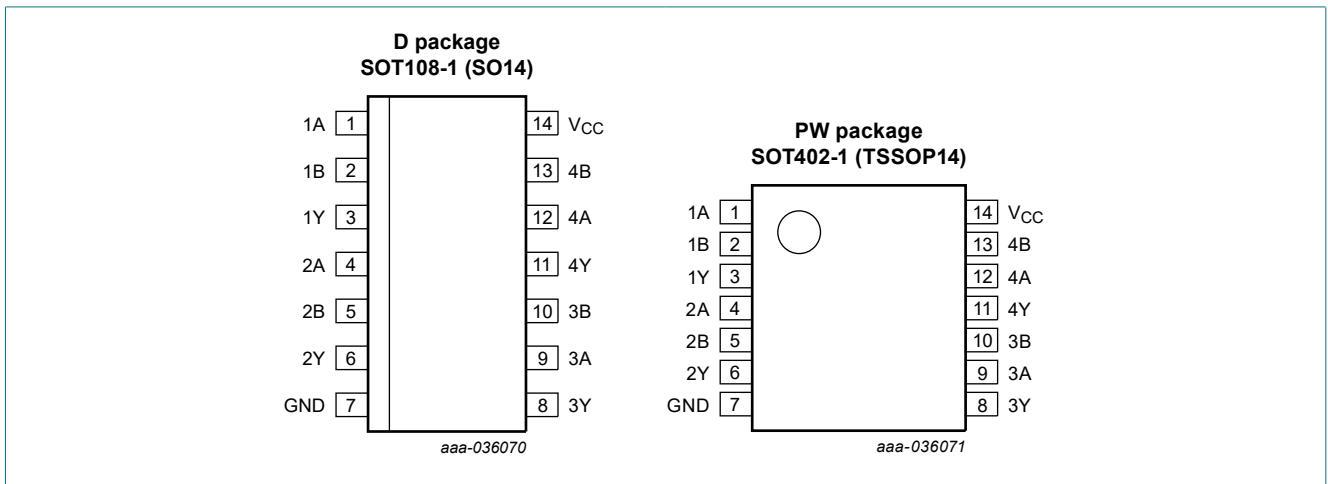 D package
SOT108-1 (SO14)
1A 1 14 VCC
1B 2 13 4B
1Y 3 12 4A
2A 4 11 4Y
2B 5 10 3B
2Y 6 9 3A
GND 7 8 3Y
aaa-036070
PW package
SOT402-1 (TSSOP14)
1A 1 14 VCC
1B 2 13 4B
1Y 3 12 4A
2A 4 11 4Y
2B 5 10 3B
2Y 6 9 3A
GND 7 8 3Y
aaa-036071